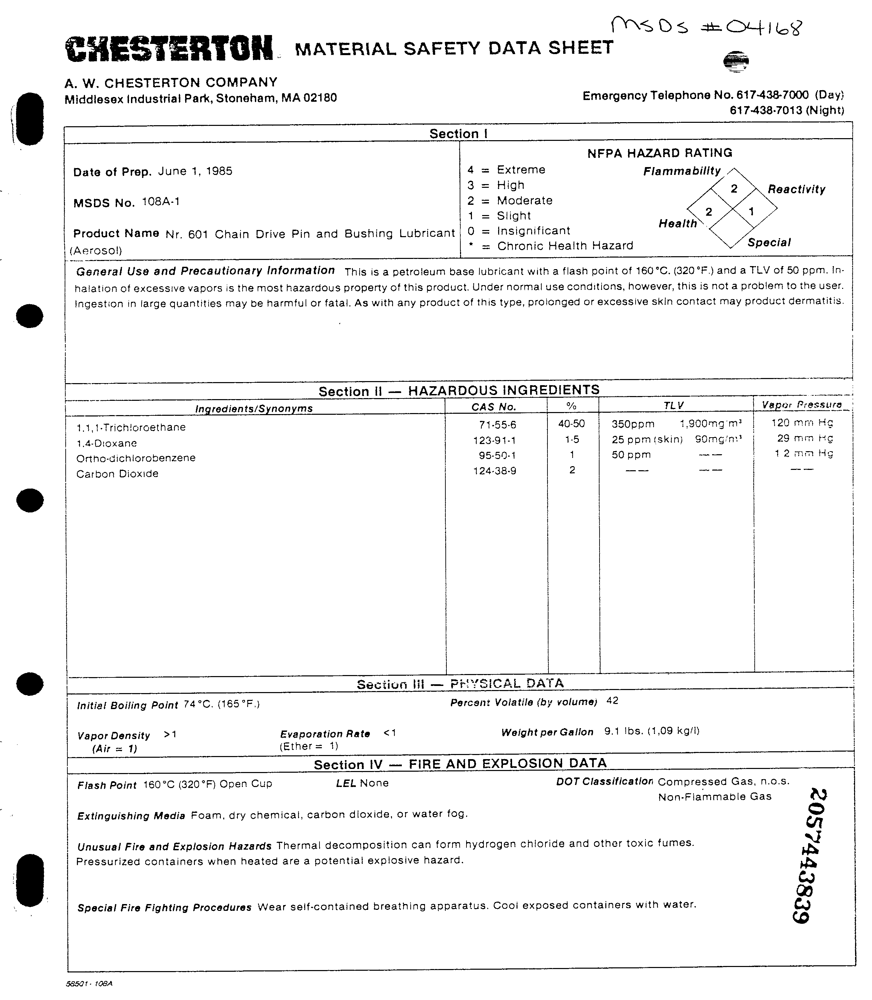 MSDS #04168
CHESTERTON MATERIAL SAFETY DATA SHEET
A. W. CHESTERTON COMPANY
Middlesex Industrial Park, Stoneham, MA 02180
Emergency Telephone No. 617-438-7000 (Day)
617-438-7013 (Night)
Section I
Date of Prep. June 1, 1985
MSDS No. 108A-1
Product Name Nr. 601 Chain Drive Pin and Bushing Lubricant
(Aerosol)
NFPA HAZARD RATING
4 = Extreme
3 = High
2 = Moderate
1 = Slight
0 = Insignificant
* = Chronic Health Hazard
Flammability
2
Reactivity
2 1
Health
Special
General Use and Precautionary Information This is a petroleum base lubricant with a flash point of 160°C. (320°F.) and a TLV of 50 ppm. In-
halation of excessive vapors is the most hazardous property of this product. Under normal use conditions, however, this is not a problem to the user.
Ingestion in large quantities may be harmful or fatal. As with any product of this type, prolonged or excessive skin contact may product dermatitis.
Section II — HAZARDOUS INGREDIENTS
Ingredients/Synonyms CAS No. % TLV Vapor Pressure
1,1,1-Trichloroethane 71-55-6 40-50 350ppm 1,900mg/m³ 120 mm Hg
1,4-Dioxane 123-91-1 1-5 25 ppm (skin) 90mg/m³ 29 mm Hg
Ortho-dichlorobenzene 95-50-1 1 50 ppm —— 1.2 mm Hg
Carbon Dioxide 124-38-9 2 —— —— ——
Section III — PHYSICAL DATA
Initial Boiling Point 74°C. (165°F.) Percent Volatile (by volume) 42
Vapor Density >1 Evaporation Rate <1 Weight per Gallon 9.1 lbs. (1,09 kg/l)
(Air = 1) (Ether = 1)
Section IV — FIRE AND EXPLOSION DATA
Flash Point 160°C (320°F) Open Cup LEL None DOT Classification Compressed Gas, n.o.s.
Non-Flammable Gas
Extinguishing Media Foam, dry chemical, carbon dioxide, or water fog.
Unusual Fire and Explosion Hazards Thermal decomposition can form hydrogen chloride and other toxic fumes.
Pressurized containers when heated are a potential explosive hazard.
Special Fire Fighting Procedures Wear self-contained breathing apparatus. Cool exposed containers with water.
2057443839
58501 - 108A